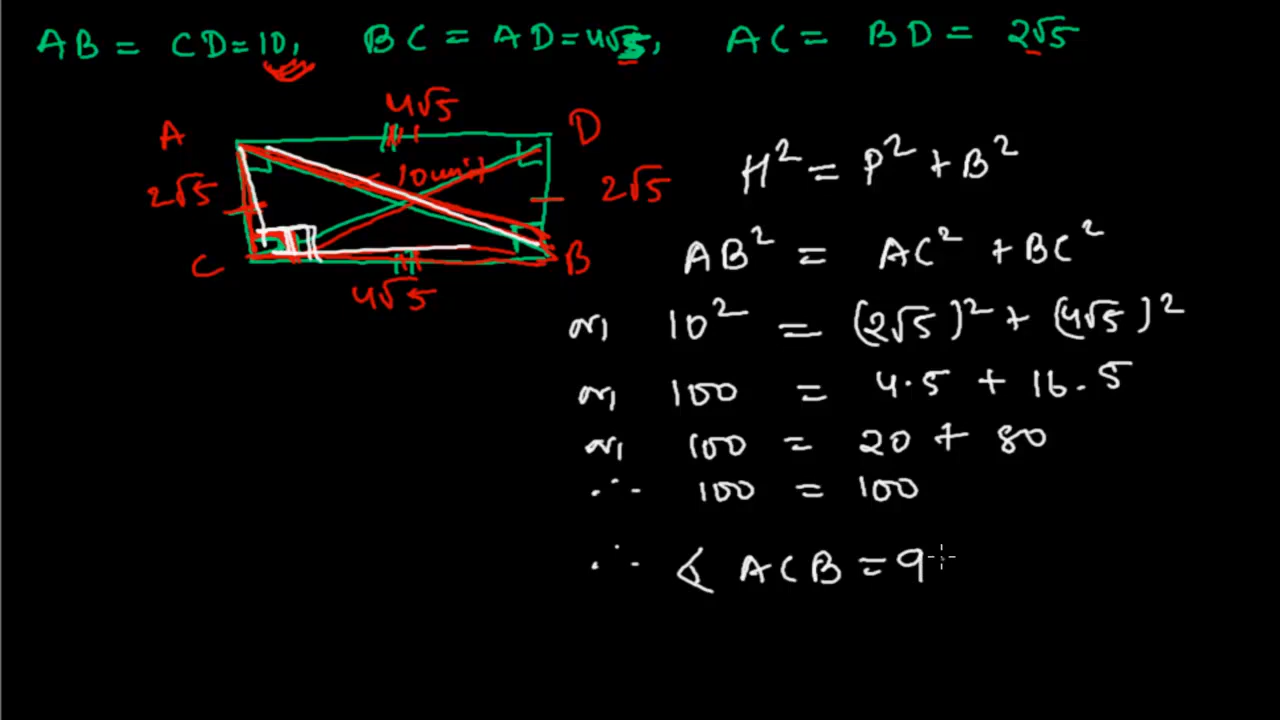 AB = CD = 10, BC = AD = 4√5, AC = BD = 2√5
4√5
A D
2√5 10 unit 2√5
C B
4√5
H² = P² + B²
AB² = AC² + BC²
or, 10² = (2√5)² + (4√5)²
or, 100 = 4·5 + 16·5
or, 100 = 20 + 80
∴ 100 = 100
∴ ∢ ACB = 9